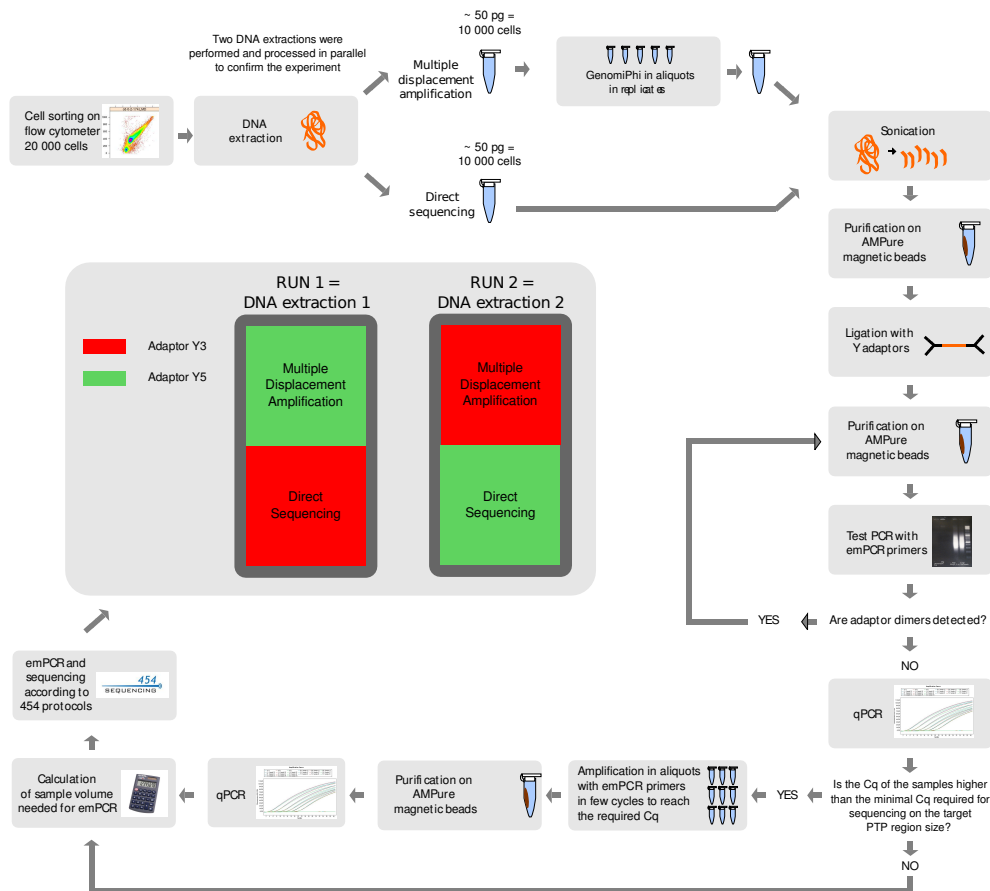 ~ 50 pg =
10 000 cells
Two DNA extractions were
performed and processed in parallel
to confirm the experiment
Multiple
displacement
amplification
GenomiPhi in aliquots
in replicates
Cell sorting on
flow cytometer
20 000 cells
DNA
extraction
Sonication
~ 50 pg =
10 000 cells
Direct
sequencing
Purification on
AMPure
magnetic beads
Ligation with
Y adaptors
Purification on
AMPure
magnetic beads
Test PCR with
emPCR primers
Are adaptor dimers detected?
YES
NO
RUN 1 =
DNA extraction 1
RUN 2 =
DNA extraction 2
Adaptor Y3
Adaptor Y5
Multiple
Displacement
Amplification
Multiple
Displacement
Amplification
Direct
Sequencing
Direct
Sequencing
qPCR
Is the Cq of the samples higher
than the minimal Cq required for
sequencing on the target
PTP region size?
YES
NO
Amplification in aliquots
with emPCR primers
in few cycles to reach
the required Cq
Purification on
AMPure
magnetic beads
qPCR
Calculation
of sample volume
needed for emPCR
emPCR and
sequencing
according to
454 protocols
454
SEQUENCING